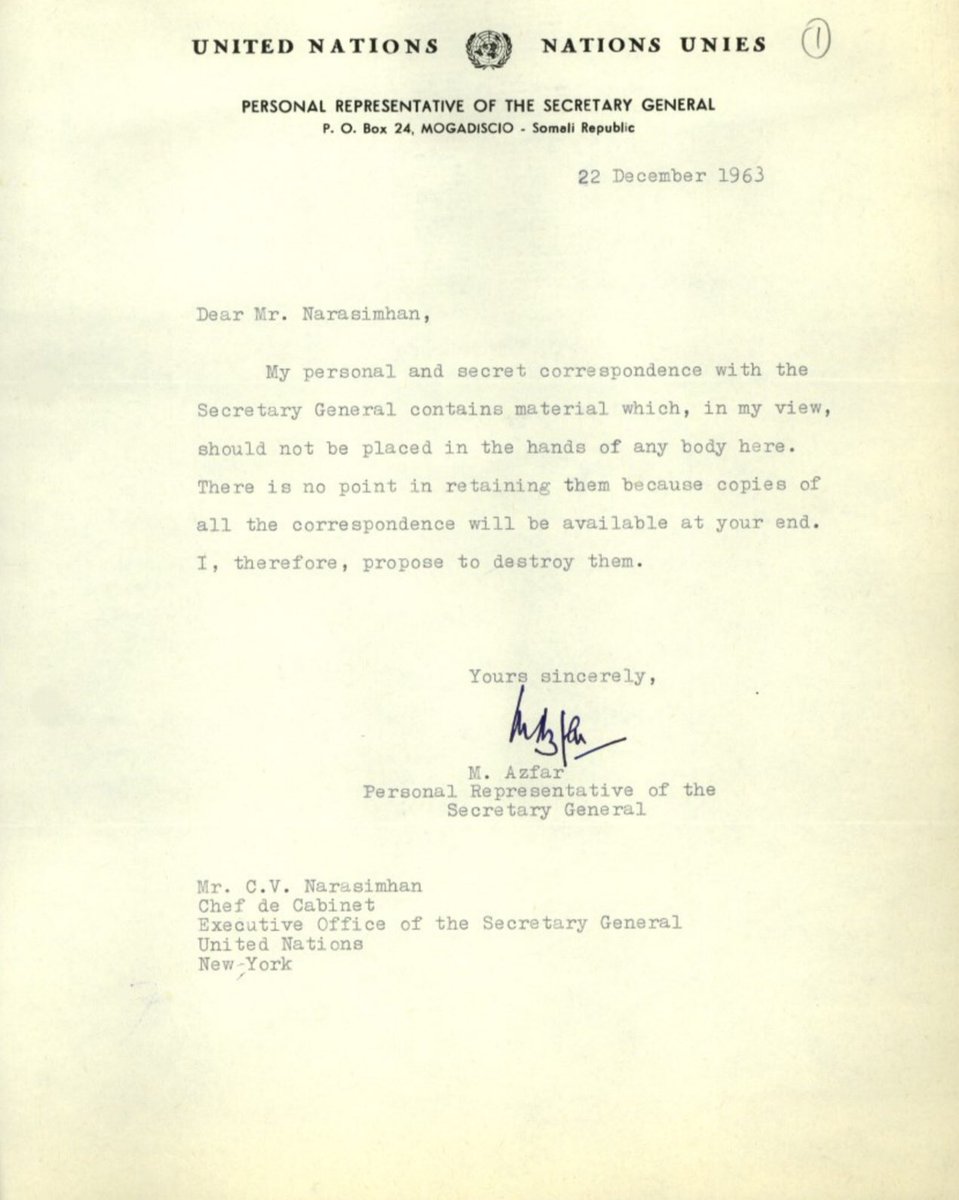 UNITED NATIONS NATIONS UNIES 1
PERSONAL REPRESENTATIVE OF THE SECRETARY GENERAL
P. O. Box 24, MOGADISCIO - Somali Republic
22 December 1963
Dear Mr. Narasimhan,
My personal and secret correspondence with the
Secretary General contains material which, in my view,
should not be placed in the hands of any body here.
There is no point in retaining them because copies of
all the correspondence will be available at your end.
I, therefore, propose to destroy them.
Yours sincerely,
M. Azfar
Personal Representative of the
Secretary General
Mr. C.V. Narasimhan
Chef de Cabinet
Executive Office of the Secretary General
United Nations
New-York